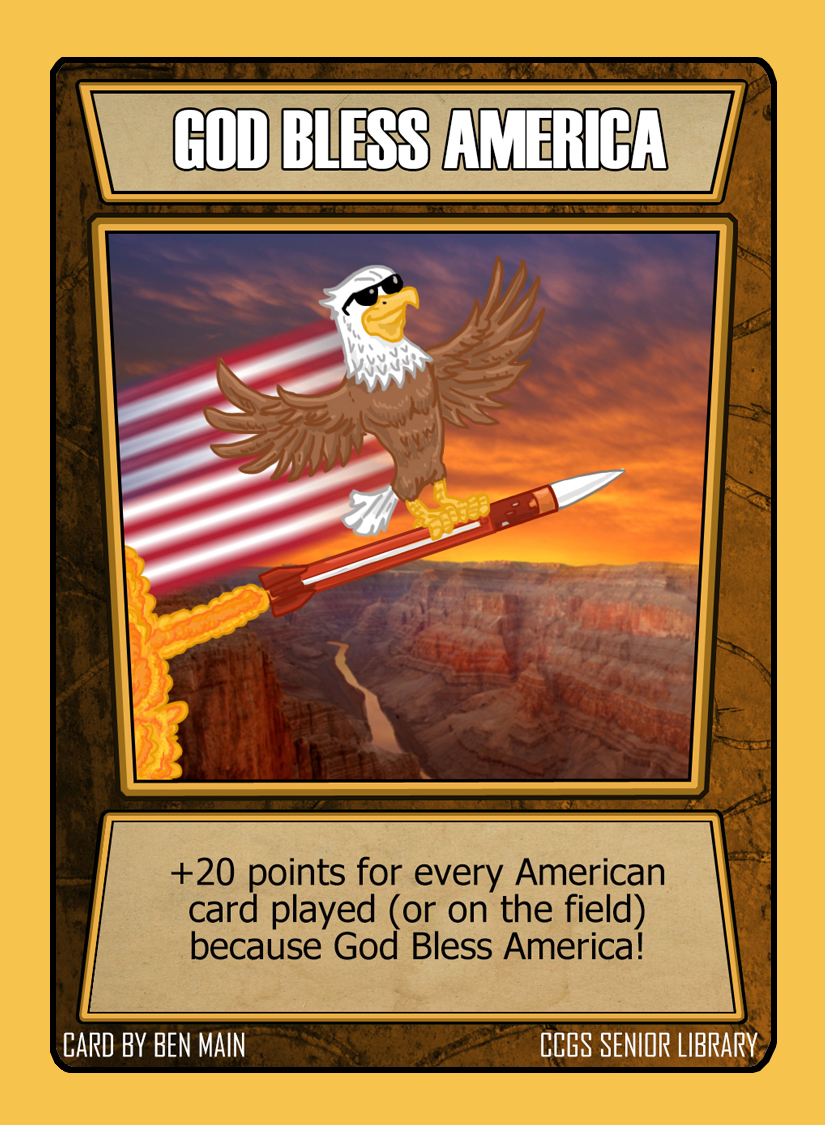 GOD BLESS AMERICA
+20 points for every American
card played (or on the field)
because God Bless America!
CARD BY BEN MAIN
CCGS SENIOR LIBRARY